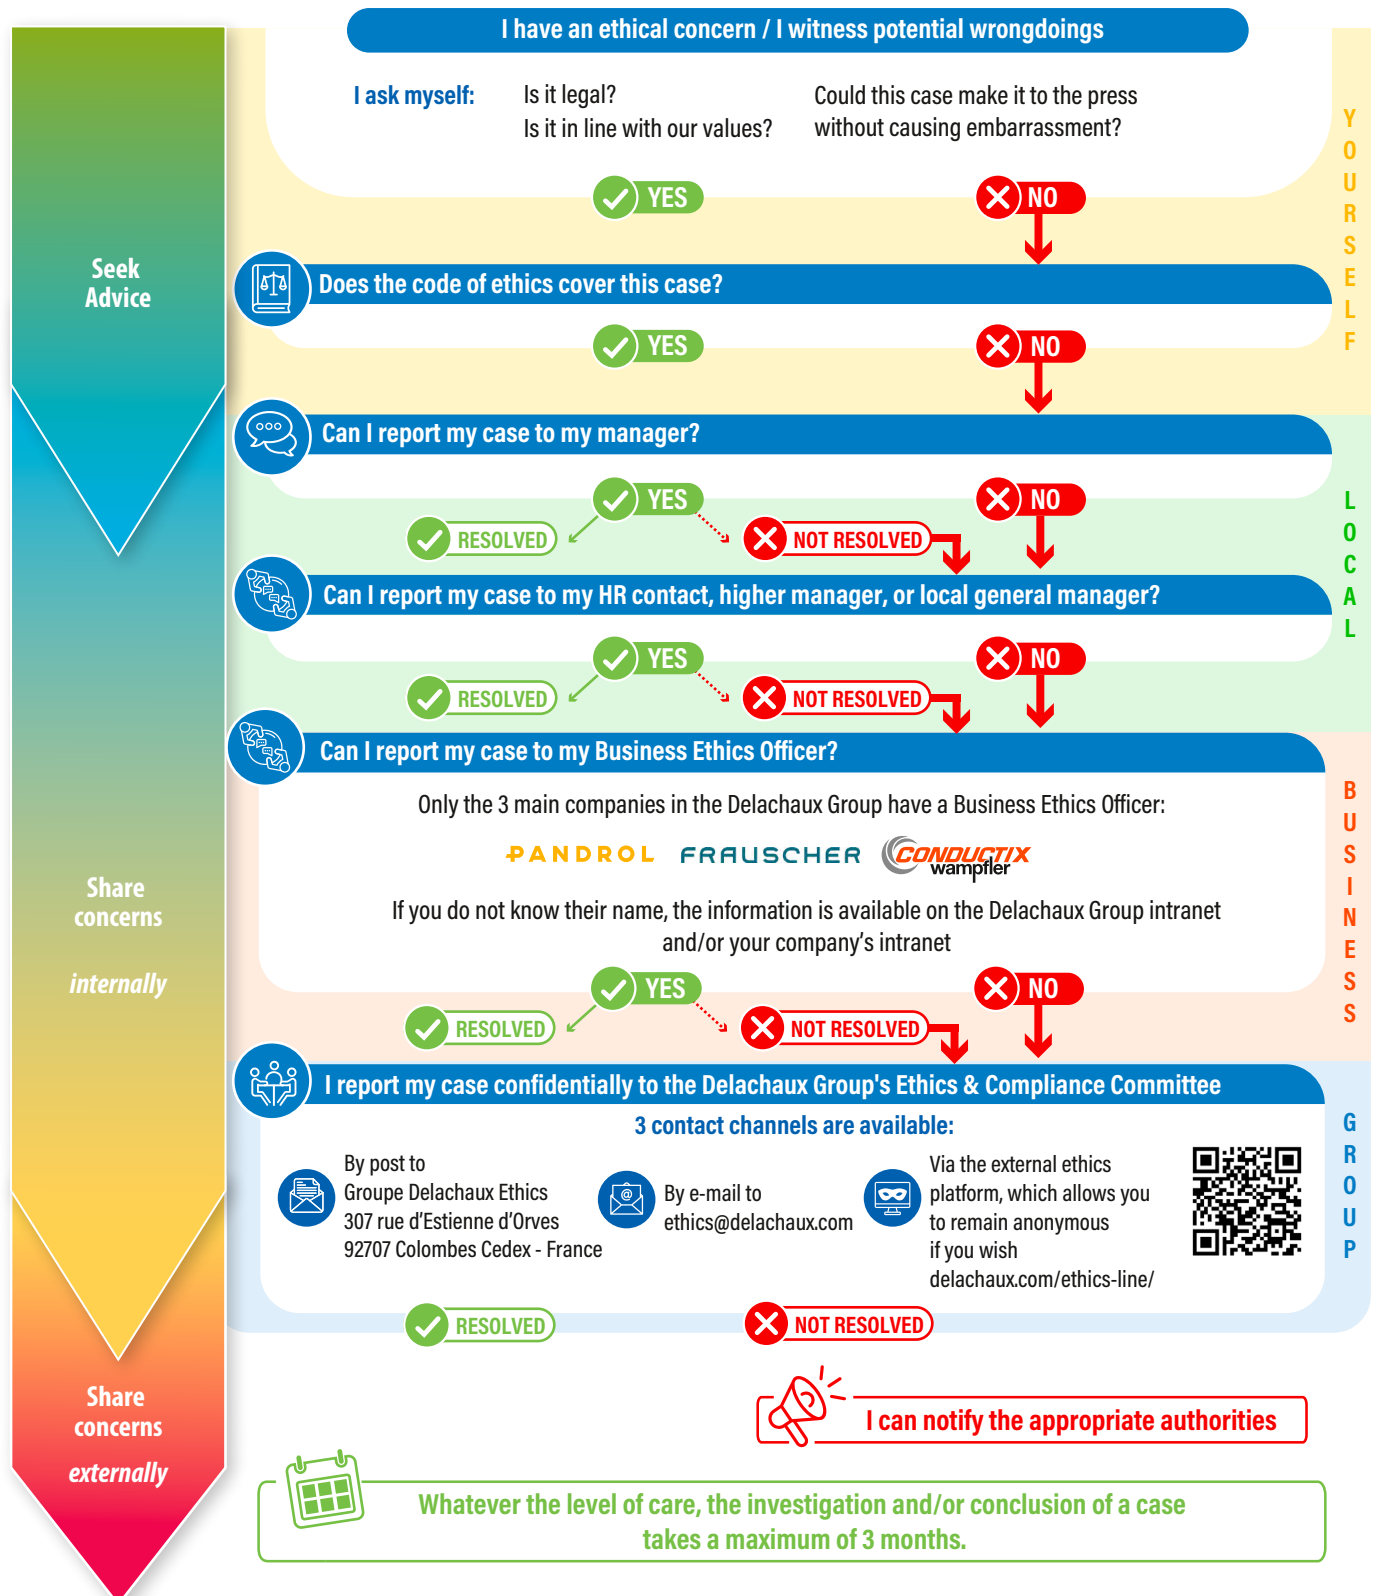 I have an ethical concern / I witness potential wrongdoings
I ask myself:
Is it legal?
Is it in line with our values?
Could this case make it to the press
without causing embarrassment?
YES
NO
Seek
Advice
Y
O
U
R
S
E
L
F
Does the code of ethics cover this case?
YES
NO
Can I report my case to my manager?
YES
NO
RESOLVED
NOT RESOLVED
L
O
C
A
L
Can I report my case to my HR contact, higher manager, or local general manager?
YES
NO
RESOLVED
NOT RESOLVED
Can I report my case to my Business Ethics Officer?
Only the 3 main companies in the Delachaux Group have a Business Ethics Officer:
PANDROL
FRAUSCHER
CONDUCTIX
wampfler
If you do not know their name, the information is available on the Delachaux Group intranet
and/or your company's intranet
YES
NO
RESOLVED
NOT RESOLVED
B
U
S
I
N
E
S
S
Share
concerns
internally
I report my case confidentially to the Delachaux Group's Ethics & Compliance Committee
3 contact channels are available:
By post to
Groupe Delachaux Ethics
307 rue d'Estienne d'Orves
92707 Colombes Cedex - France
@
By e-mail to
ethics@delachaux.com
Via the external ethics
platform, which allows you
to remain anonymous
if you wish
delachaux.com/ethics-line/
G
R
O
U
P
RESOLVED
NOT RESOLVED
Share
concerns
externally
I can notify the appropriate authorities
Whatever the level of care, the investigation and/or conclusion of a case
takes a maximum of 3 months.